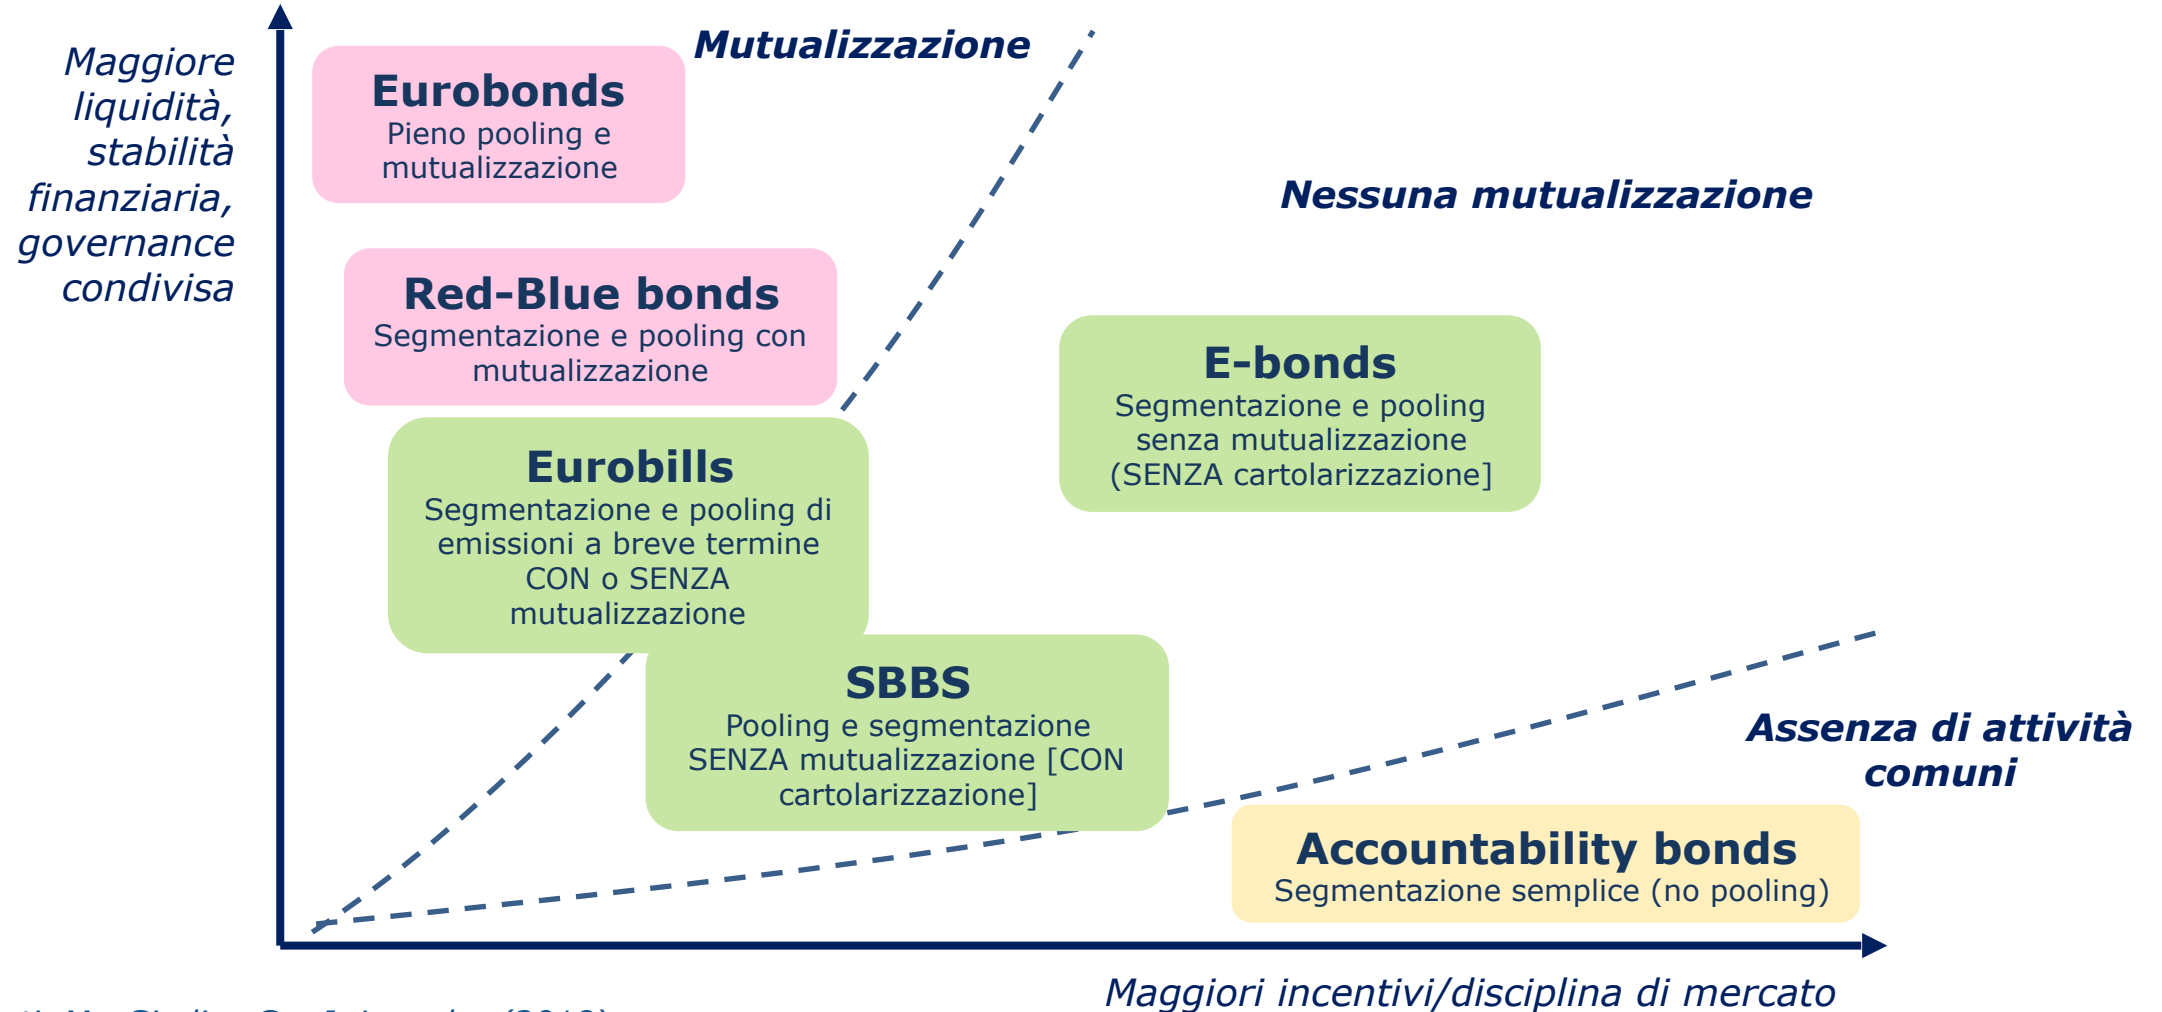 Maggiore
liquidità,
stabilità
finanziaria,
governance
condivisa
Mutualizzazione
Eurobonds
Pieno pooling e
mutualizzazione
Nessuna mutualizzazione
Red–Blue bonds
Segmentazione e pooling con
mutualizzazione
E–bonds
Segmentazione e pooling
senza mutualizzazione
(SENZA cartolarizzazione]
Eurobills
Segmentazione e pooling di
emissioni a breve termine
CON o SENZA
mutualizzazione
SBBS
Pooling e segmentazione
SENZA mutualizzazione [CON
cartolarizzazione]
Assenza di attività
comuni
Accountability bonds
Segmentazione semplice (no pooling)
Maggiori incentivi/disciplina di mercato